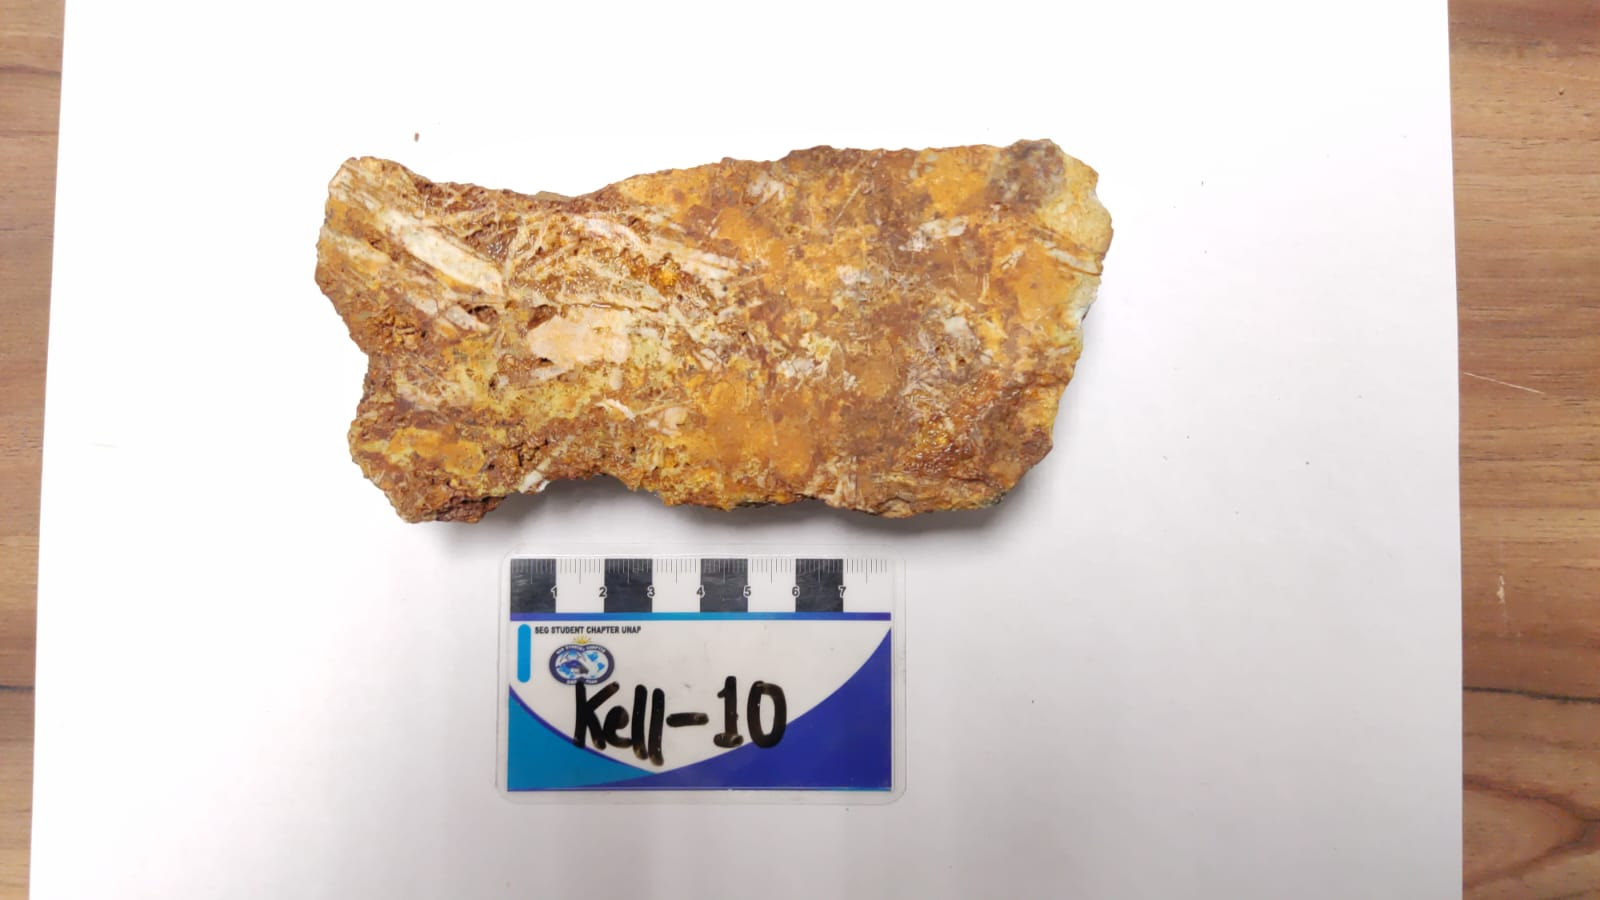 1 2 3 4 5 6 7
SEG STUDENT CHAPTER UNAP
Kell-10